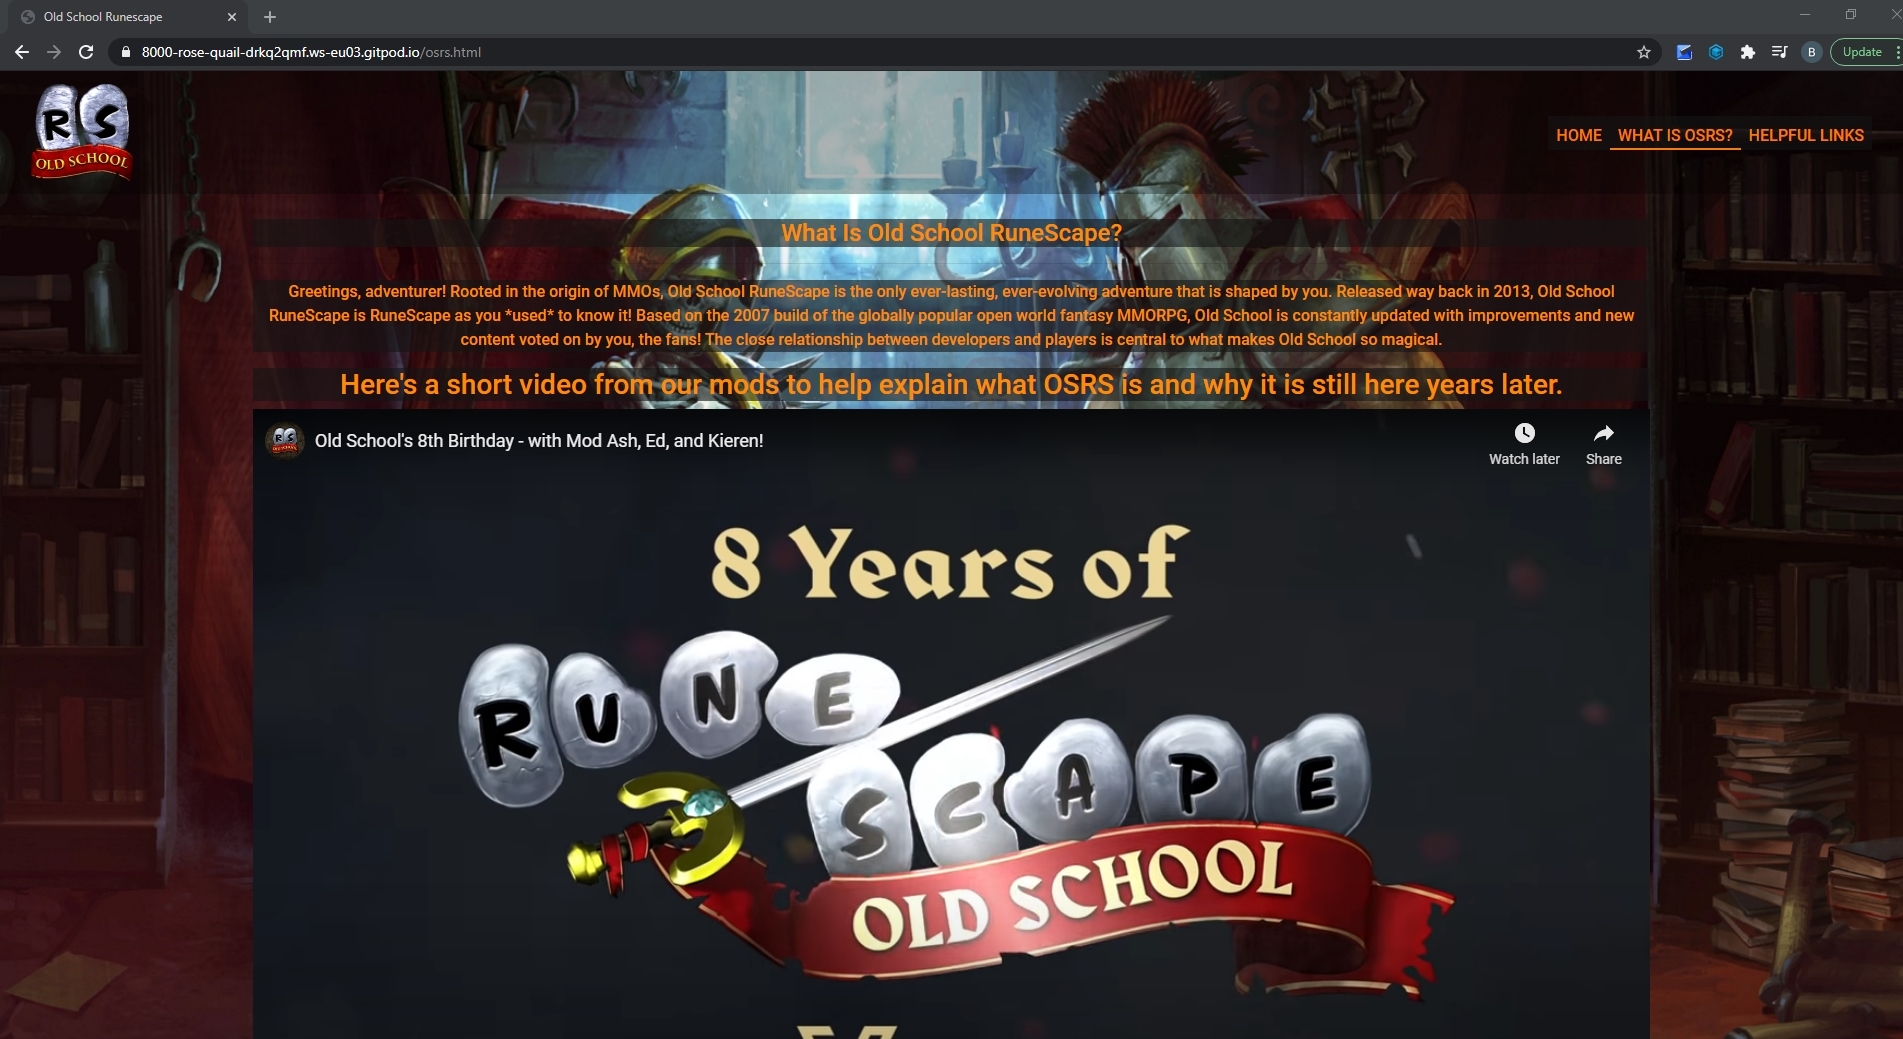 Old School Runescape
8000-rose-quail-drkq2qmf.ws-eu03.gitpod.io/osrs.html
B
Update
RS
OLD SCHOOL
HOME WHAT IS OSRS? HELPFUL LINKS
What Is Old School RuneScape?
Greetings, adventurer! Rooted in the origin of MMOs, Old School RuneScape is the only ever-lasting, ever-evolving adventure that is shaped by you. Released way back in 2013, Old School
RuneScape is RuneScape as you *used* to know it! Based on the 2007 build of the globally popular open world fantasy MMORPG, Old School is constantly updated with improvements and new
content voted on by you, the fans! The close relationship between developers and players is central to what makes Old School so magical.
Here's a short video from our mods to help explain what OSRS is and why it is still here years later.
RS
Old School's 8th Birthday - with Mod Ash, Ed, and Kieren!
Watch later
Share
8 Years of
RUNE
SCAPE
OLD SCHOOL